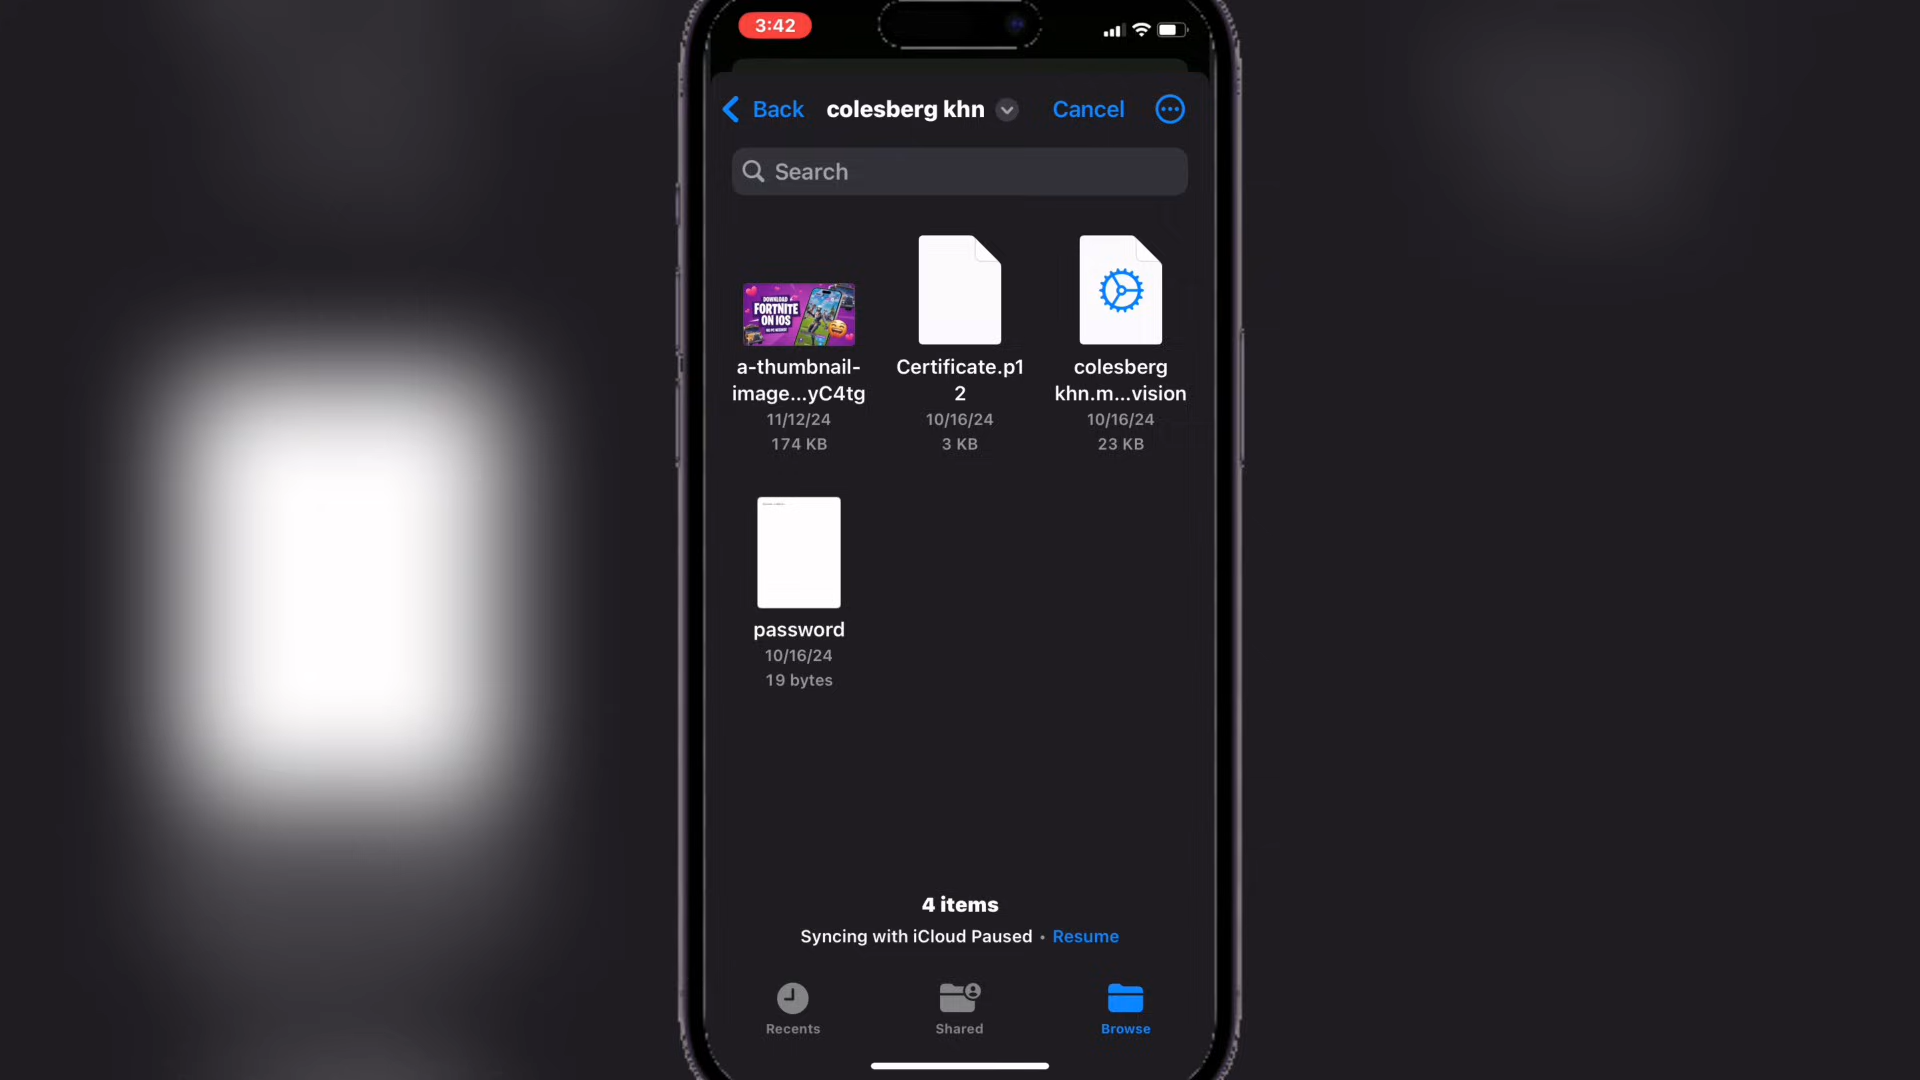 3:42
Back
colesberg khn
Cancel
Search
DOWNLOAD
FORTNITE
ON IOS
a-thumbnail-
image...yC4tg
11/12/24
174 KB
Certificate.p1
2
10/16/24
3 KB
colesberg
khn.m...vision
10/16/24
23 KB
password
10/16/24
19 bytes
4 items
Syncing with iCloud Paused • Resume
Recents
Shared
Browse